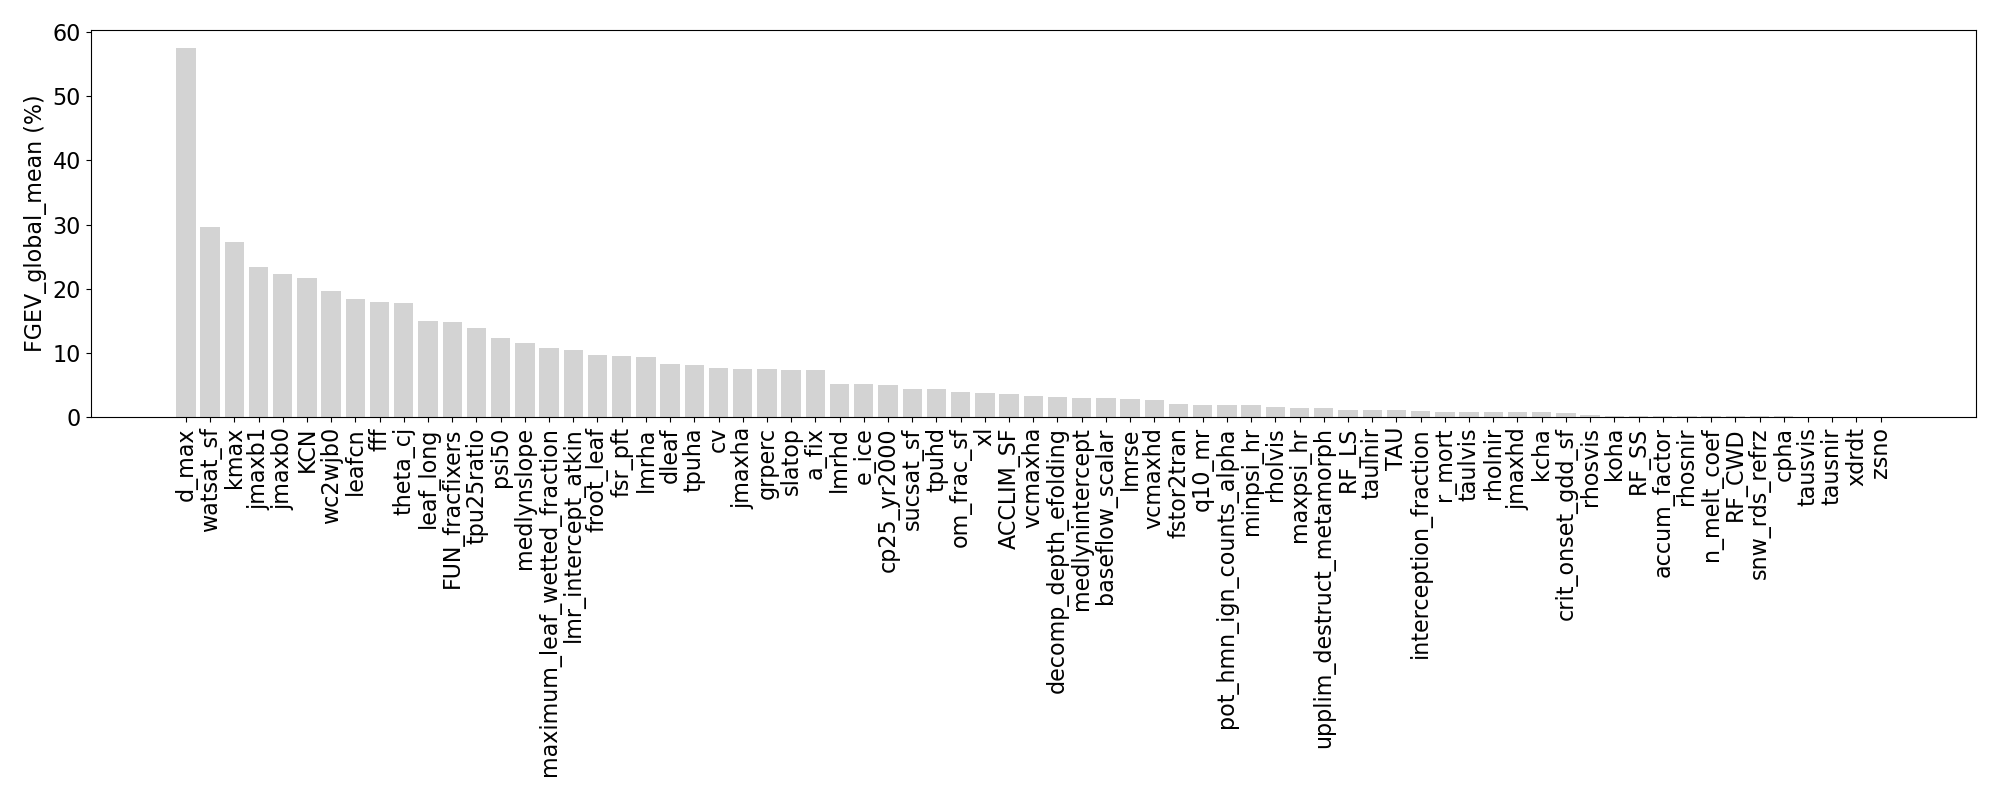 FGEV_global_mean (%)
60
50
40
30
20
10
0
d_max
watsat_sf
kmax
jmaxb1
jmaxb0
KCN
wc2wjb0
leafcn
fff
theta_cj
leaf_long
FUN_fracfixers
tpu25ratio
psi50
medlynslope
maximum_leaf_wetted_fraction
lmr_intercept_atkin
froot_leaf
fsr_pft
lmrha
dleaf
tpuha
cv
jmaxha
grperc
slatop
a_fix
lmrhd
e_ice
cp25_yr2000
sucsat_sf
tpuhd
om_frac_sf
xl
ACCLIM_SF
vcmaxha
decomp_depth_efolding
medlynintercept
baseflow_scalar
lmrse
vcmaxhd
fstor2tran
q10_mr
pot_hmn_ign_counts_alpha
minpsi_hr
rholvis
maxpsi_hr
upplim_destruct_metamorph
RF_LS
taulnir
TAU
interception_fraction
r_mort
taulvis
rholnir
jmaxhd
kcha
crit_onset_gdd_sf
rhosvis
koha
RF_SS
accum_factor
rhosnir
n_melt_coef
RF_CWD
snw_rds_refrz
cpha
tausvis
tausnir
xdrdt
zsno